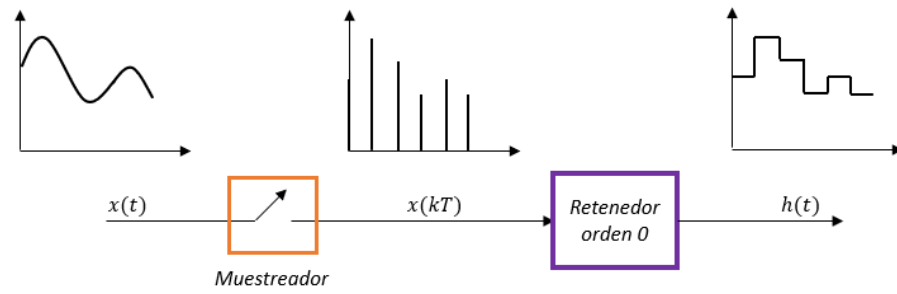 x(t)
Muestreador
x(kT)
Retenedor
orden 0
h(t)